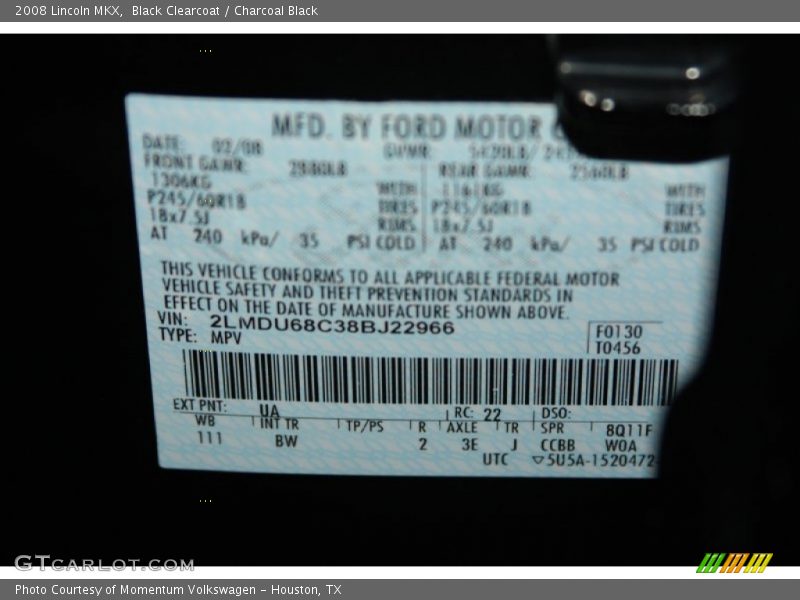 2008 Lincoln MKX, Black Clearcoat / Charcoal Black
MFD. BY FORD MOTOR
DATE: 02/08 GVWR:
FRONT GAWR: 2880LB REAR GAWR: 2560LB
1306KG WITH 1161KG WITH
P245/60R18 TIRES P245/60R18 TIRES
18x7.5J RIMS 18x7.5J RIMS
AT 240 kPa/ 35 PSI COLD AT 240 kPa/ 35 PSI COLD
THIS VEHICLE CONFORMS TO ALL APPLICABLE FEDERAL MOTOR
VEHICLE SAFETY AND THEFT PREVENTION STANDARDS IN
EFFECT ON THE DATE OF MANUFACTURE SHOWN ABOVE.
VIN: 2LMDU68C38BJ22966 F0130
TYPE: MPV T0456
EXT PNT: UA RC: 22 DSO:
WB INT TR TP/PS R AXLE TR SPR 8Q11F
111 BW 2 3E J CCBB W0A
UTC ▽5U5A-1520472-
GTCARLOT.COM
Photo Courtesy of Momentum Volkswagen - Houston, TX